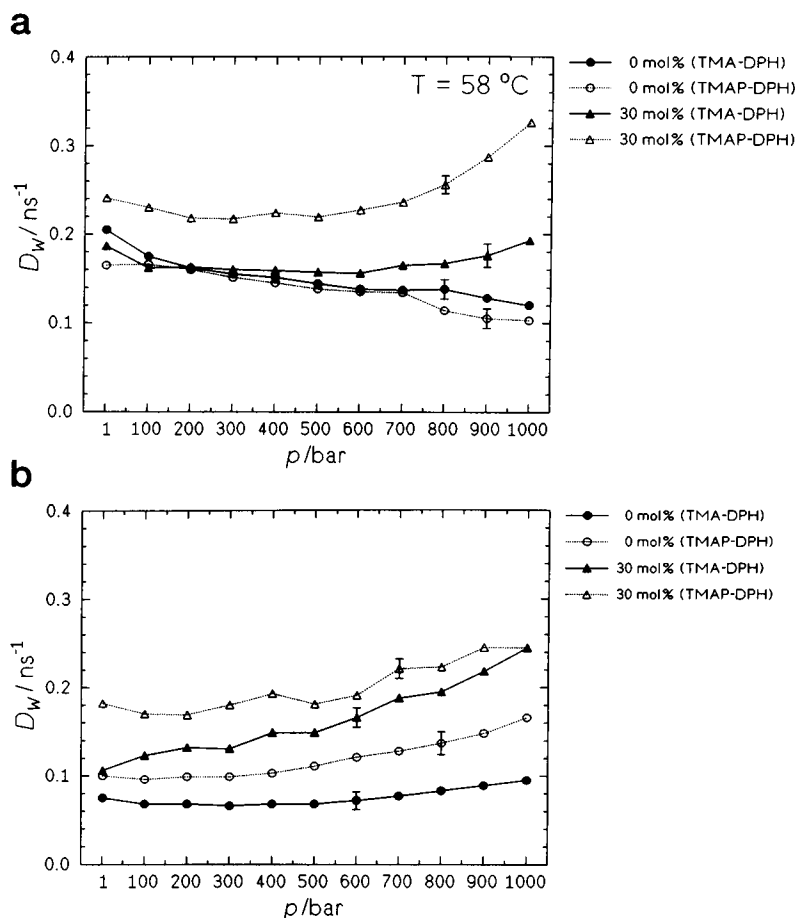 a
0.4
0.3
0.2
0.1
0.0
D_W / ns⁻¹
T = 58 °C
1 100 200 300 400 500 600 700 800 900 1000
p/bar
0 mol% (TMA-DPH)
0 mol% (TMAP-DPH)
30 mol% (TMA-DPH)
30 mol% (TMAP-DPH)
b
0.4
0.3
0.2
0.1
0.0
D_W / ns⁻¹
1 100 200 300 400 500 600 700 800 900 1000
p/bar
0 mol% (TMA-DPH)
0 mol% (TMAP-DPH)
30 mol% (TMA-DPH)
30 mol% (TMAP-DPH)